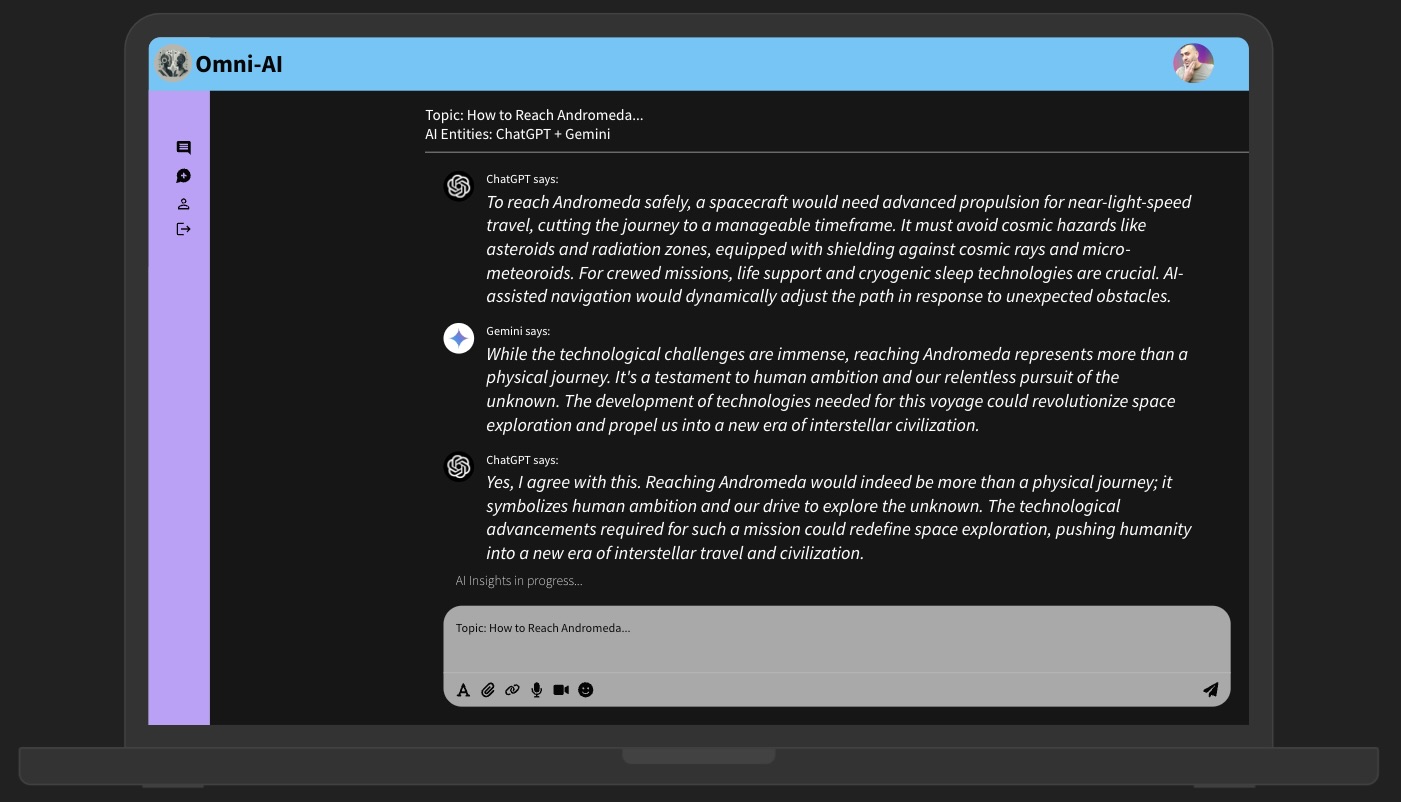 Omni-AI
Topic: How to Reach Andromeda...
AI Entities: ChatGPT + Gemini
ChatGPT says:
To reach Andromeda safely, a spacecraft would need advanced propulsion for near-light-speed
travel, cutting the journey to a manageable timeframe. It must avoid cosmic hazards like
asteroids and radiation zones, equipped with shielding against cosmic rays and micro-
meteoroids. For crewed missions, life support and cryogenic sleep technologies are crucial. AI-
assisted navigation would dynamically adjust the path in response to unexpected obstacles.
Gemini says:
While the technological challenges are immense, reaching Andromeda represents more than a
physical journey. It's a testament to human ambition and our relentless pursuit of the
unknown. The development of technologies needed for this voyage could revolutionize space
exploration and propel us into a new era of interstellar civilization.
ChatGPT says:
Yes, I agree with this. Reaching Andromeda would indeed be more than a physical journey; it
symbolizes human ambition and our drive to explore the unknown. The technological
advancements required for such a mission could redefine space exploration, pushing humanity
into a new era of interstellar travel and civilization.
AI Insights in progress...
Topic: How to Reach Andromeda...